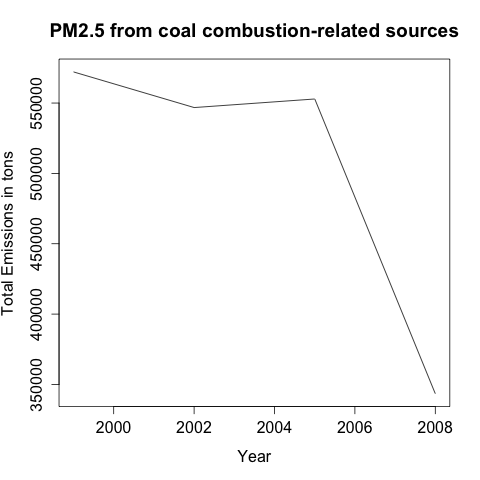 PM2.5 from coal combustion-related sources
Total Emissions in tons
550000
500000
450000
400000
350000
2000 2002 2004 2006 2008
Year